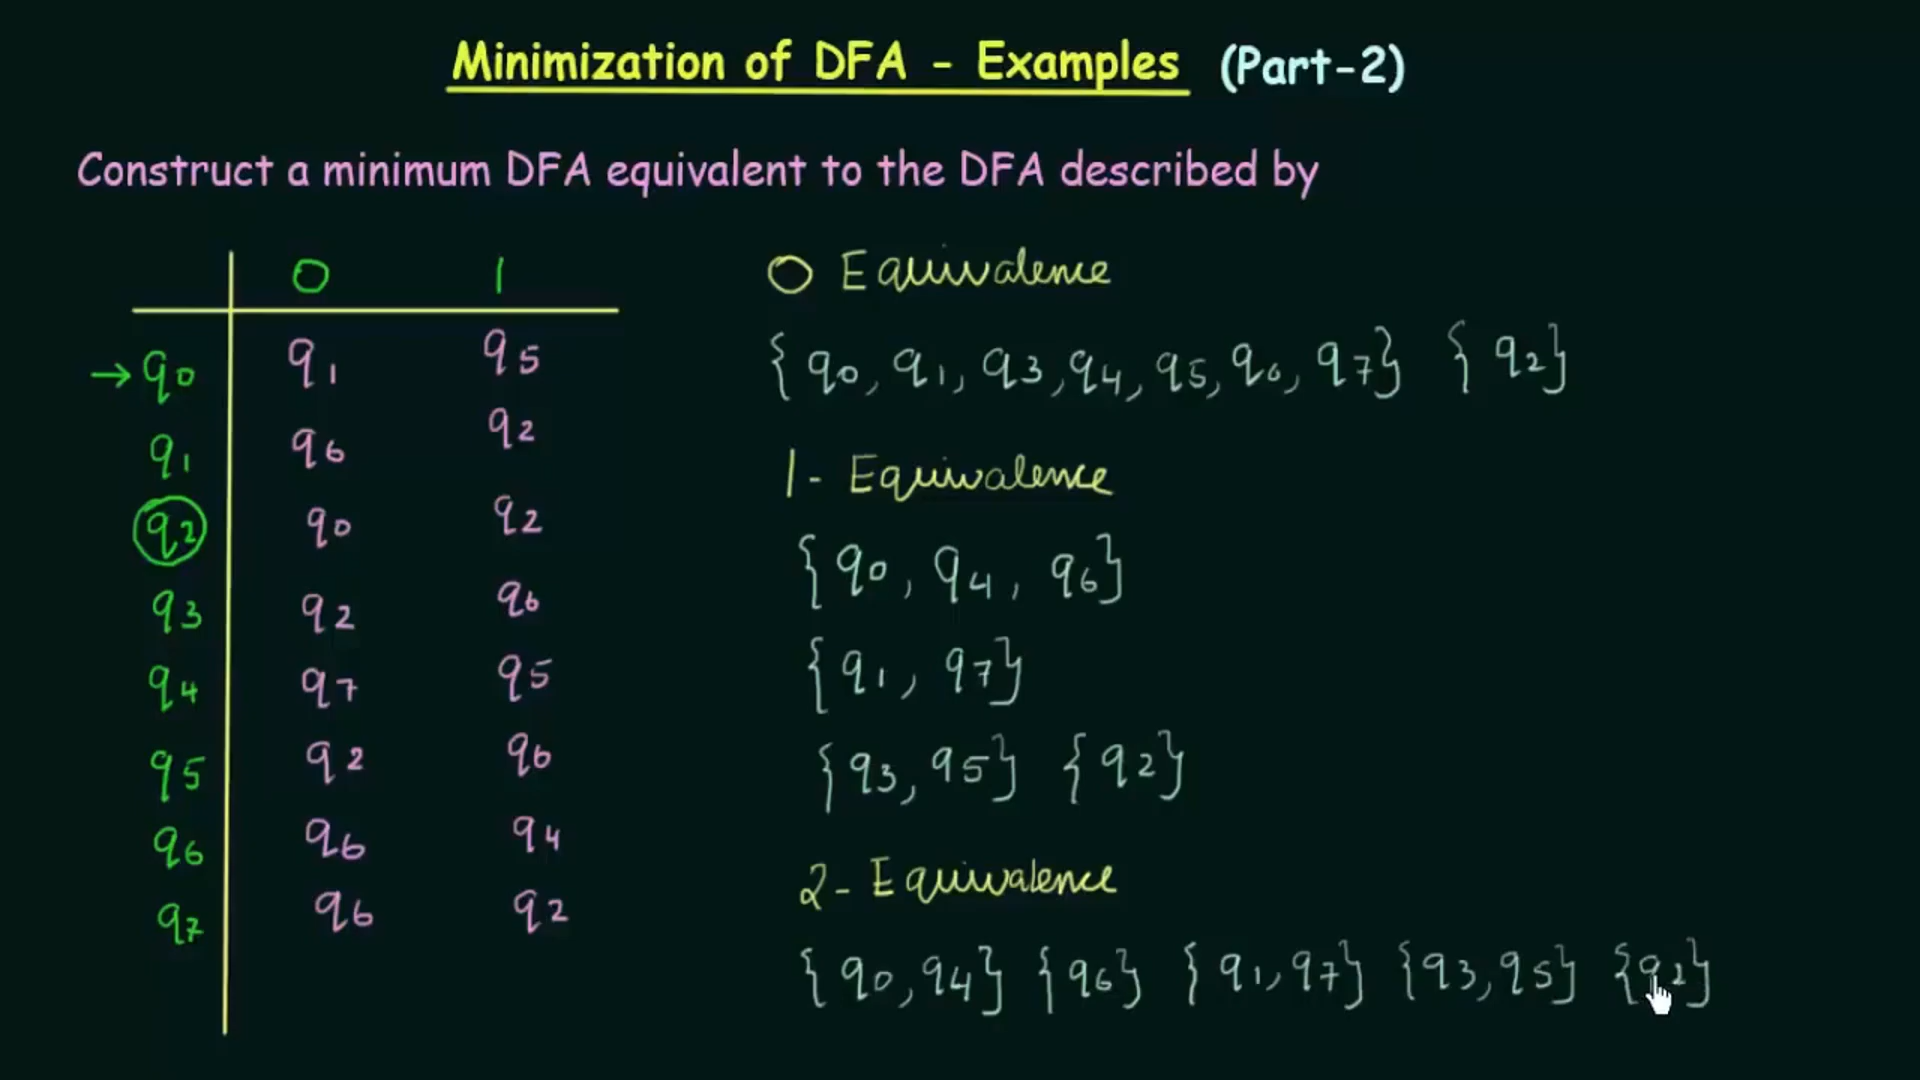 Minimization of DFA - Examples (Part-2)
Construct a minimum DFA equivalent to the DFA described by
0 1
→ q0 q1 q5
q1 q6 q2
q2 q0 q2
q3 q2 q6
q4 q7 q5
q5 q2 q6
q6 q6 q4
q7 q6 q2
0 Equivalence
{ q0, q1, q3, q4, q5, q6, q7} { q2}
1- Equivalence
{ q0, q4, q6}
{ q1, q7}
{ q3, q5} { q2}
2- Equivalence
{ q0, q4} { q6} { q1, q7} { q3, q5} { q2}